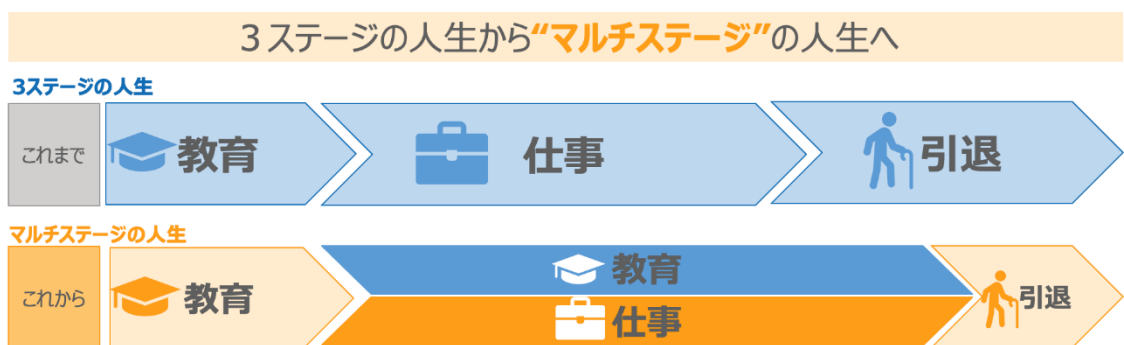 3ステージの人生から“マルチステージ”の人生へ
3ステージの人生
これまで
教育
仕事
引退
マルチステージの人生
これから
教育
教育
仕事
引退